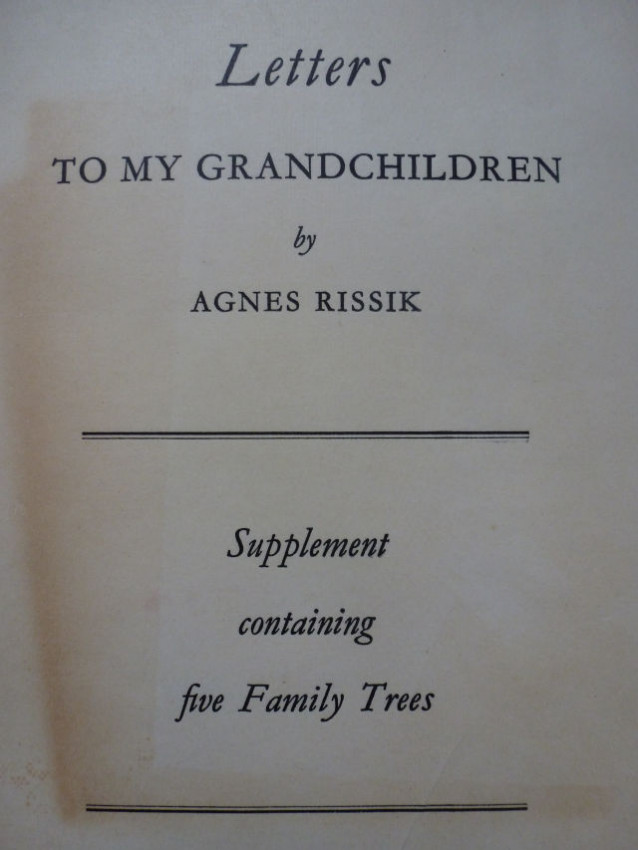 Letters
TO MY GRANDCHILDREN
by
AGNES RISSIK
Supplement
containing
five Family Trees